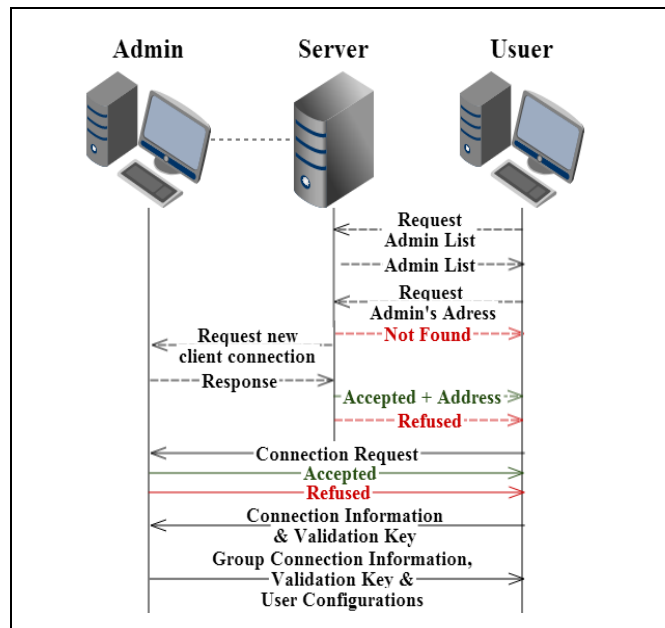 Admin
Server
Usuer
Request
Admin List
Admin List
Request
Admin's Adress
Not Found
Request new
client connection
Response
Accepted + Address
Refused
Connection Request
Accepted
Refused
Connection Information
& Validation Key
Group Connection Information,
Validation Key &
User Configurations